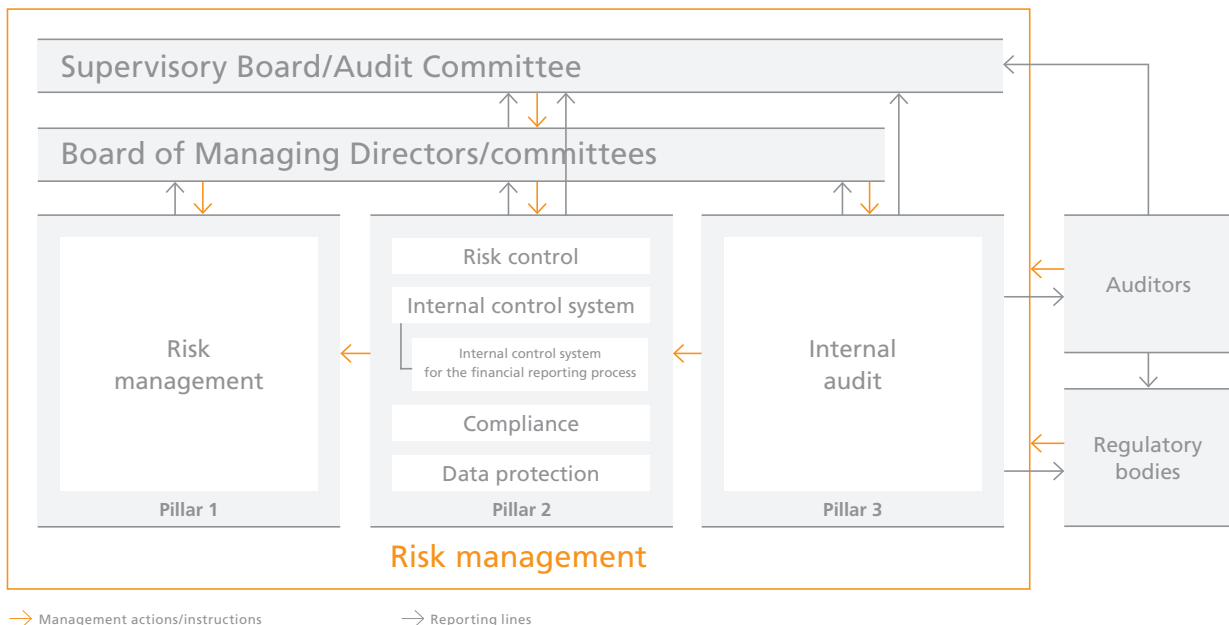 Supervisory Board/Audit Committee
Board of Managing Directors/committees
Risk
management
Pillar 1
Risk control
Internal control system
Internal control system
for the financial reporting process
Compliance
Data protection
Pillar 2
Internal
audit
Pillar 3
Auditors
Regulatory
bodies
Risk management
Management actions/instructions
Reporting lines